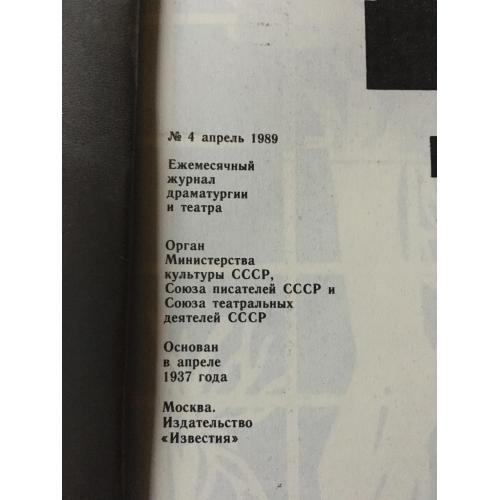 № 4 апрель 1989
Ежемесячный
журнал
драматургии
и театра
Орган
Министерства
культуры СССР,
Союза писателей СССР и
Союза театральных
деятелей СССР
Основан
в апреле
1937 года
Москва.
Издательство
«Известия»